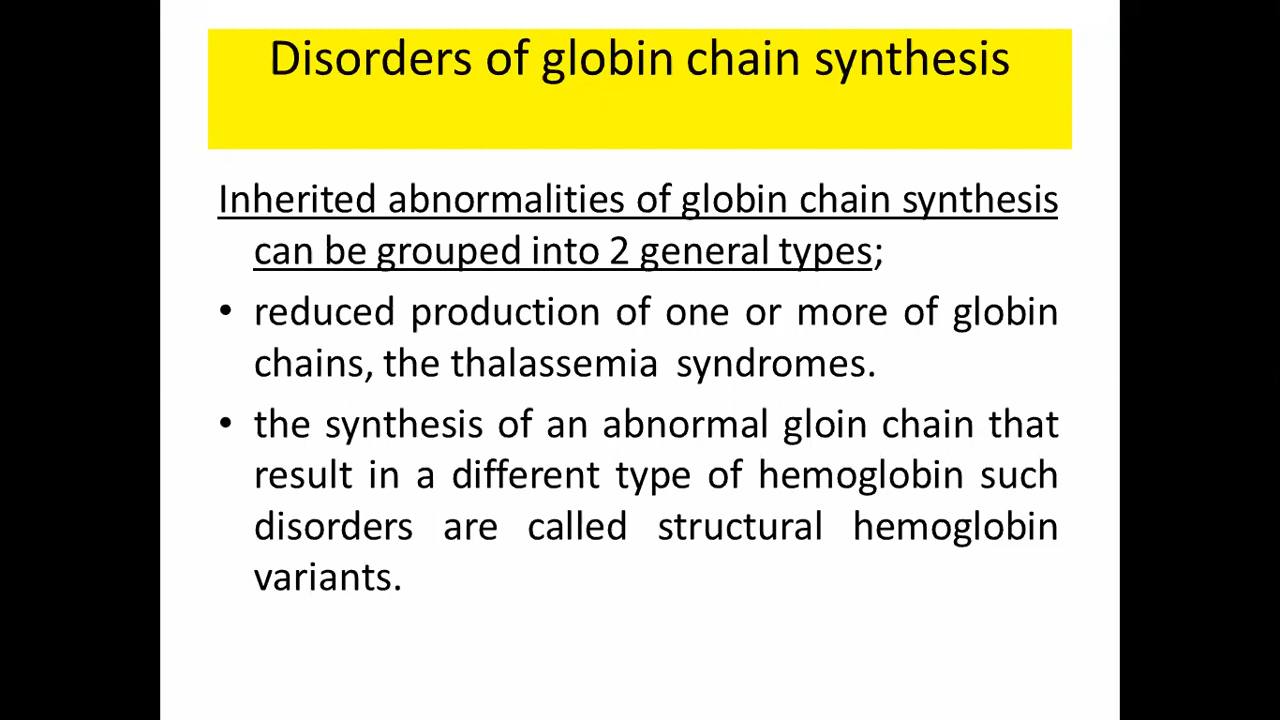 Disorders of globin chain synthesis
Inherited abnormalities of globin chain synthesis
can be grouped into 2 general types;
• reduced production of one or more of globin
chains, the thalassemia syndromes.
• the synthesis of an abnormal gloin chain that
result in a different type of hemoglobin such
disorders are called structural hemoglobin
variants.